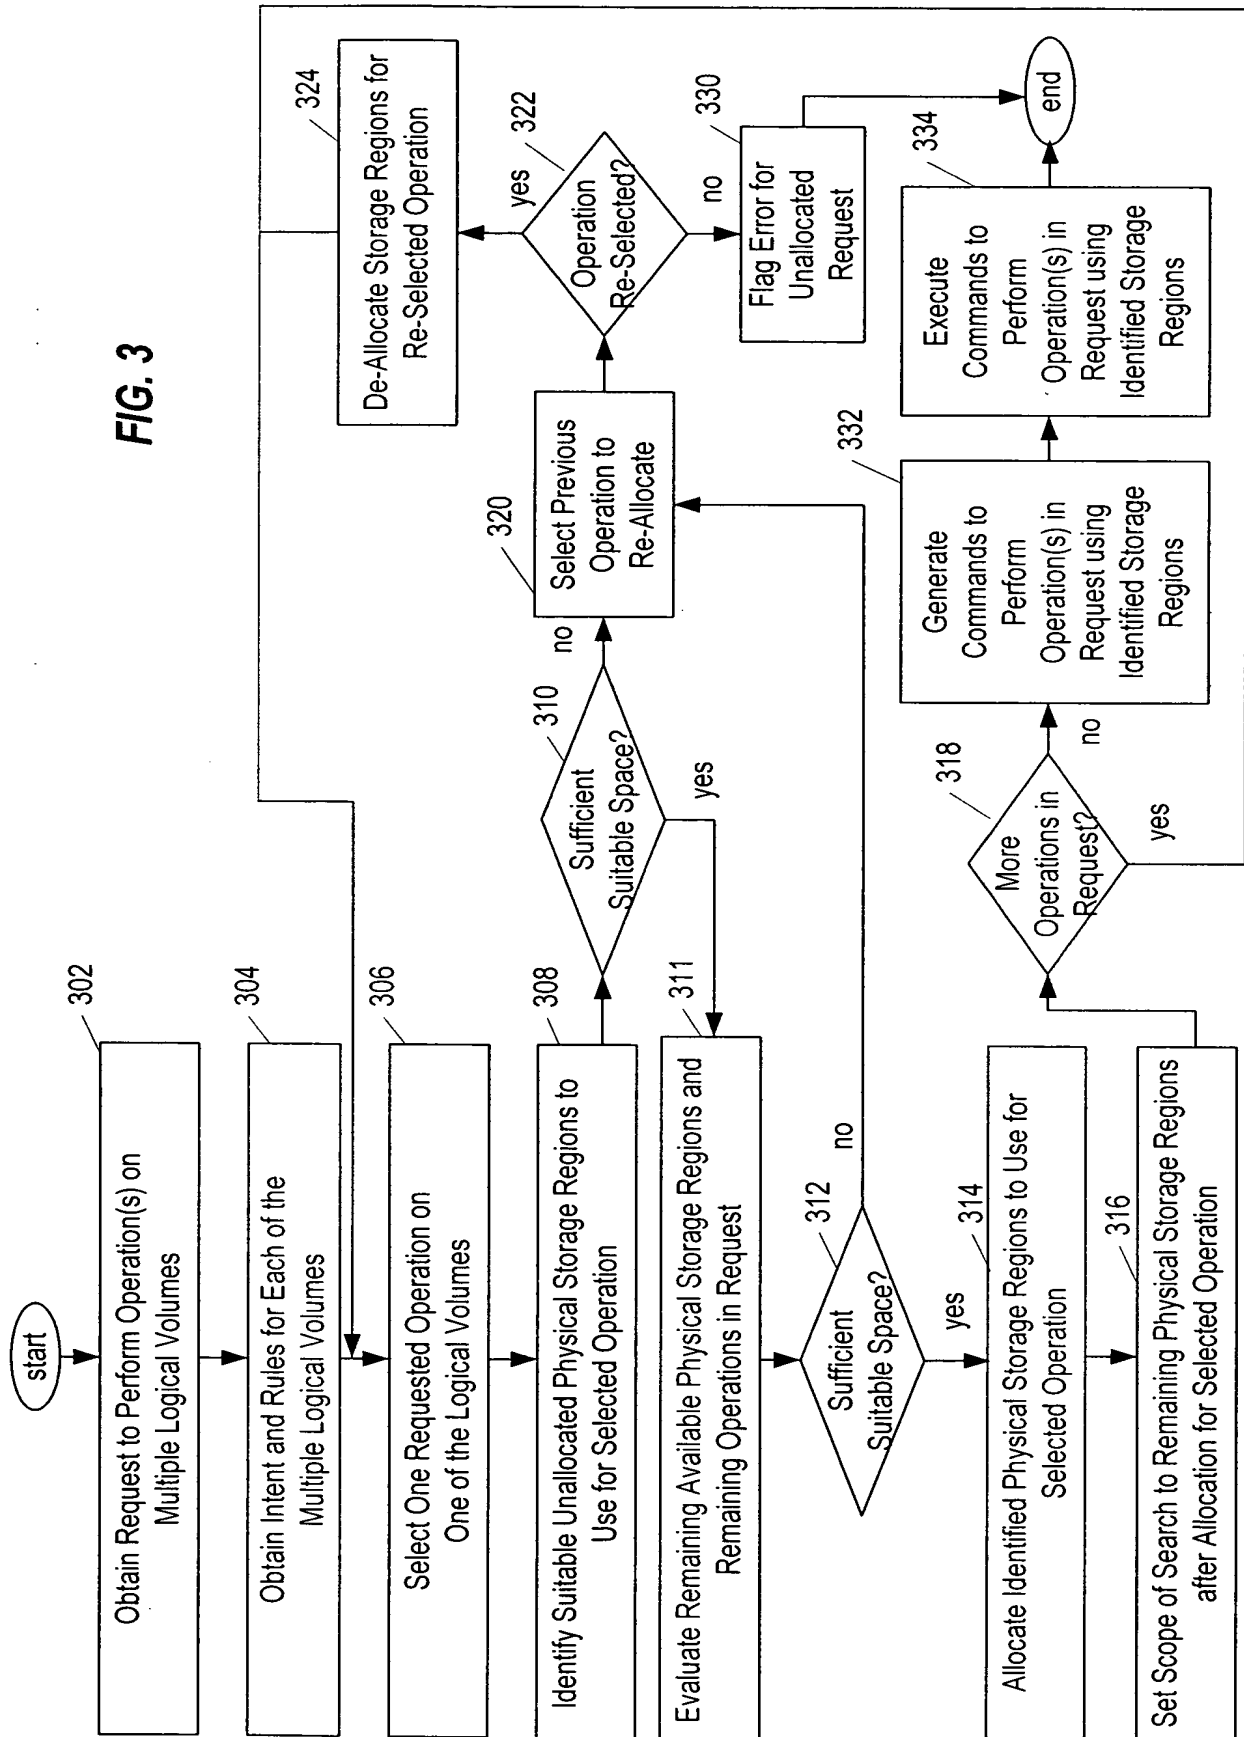 FIG. 3
start
302
Obtain Request to Perform Operation(s) on
Multiple Logical Volumes
304
Obtain Intent and Rules for Each of the
Multiple Logical Volumes
306
Select One Requested Operation on
One of the Logical Volumes
308
Identify Suitable Unallocated Physical Storage Regions to
Use for Selected Operation
310
Sufficient
Suitable Space?
no
yes
311
Evaluate Remaining Available Physical Storage Regions and
Remaining Operations in Request
312
Sufficient
Suitable Space?
no
yes
314
Allocate Identified Physical Storage Regions to Use for
Selected Operation
316
Set Scope of Search to Remaining Physical Storage Regions
after Allocation for Selected Operation
318
More
Operations in
Request?
no
yes
320
Select Previous
Operation to
Re-Allocate
322
Operation
Re-Selected?
yes
no
324
De-Allocate Storage Regions for
Re-Selected Operation
330
Flag Error for
Unallocated
Request
332
Generate
Commands to
Perform
Operation(s) in
Request using
Identified Storage
Regions
334
Execute
Commands to
Perform
Operation(s) in
Request using
Identified Storage
Regions
end